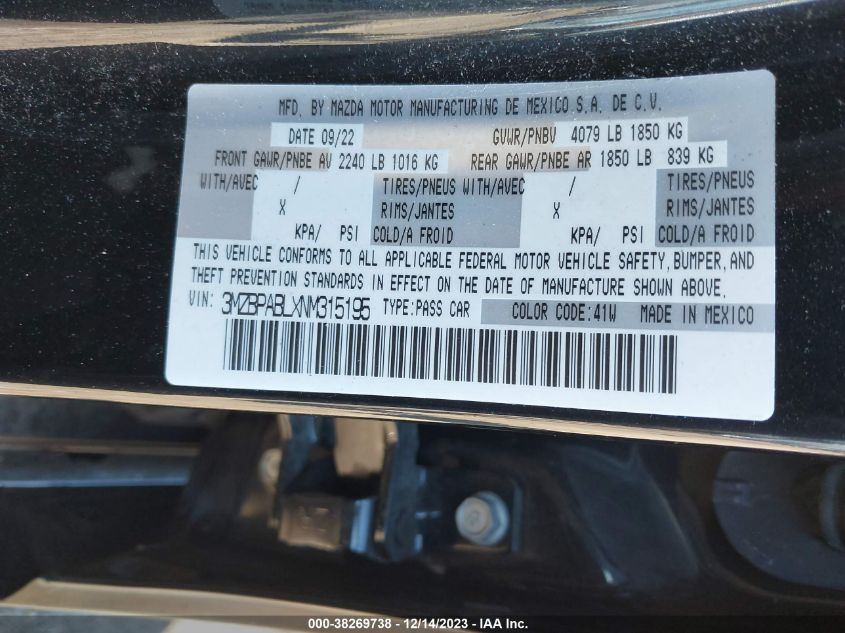 MFD. BY MAZDA MOTOR MANUFACTURING DE MEXICO S.A. DE C.V.
DATE 09/22 GVWR/PNBV 4079 LB 1850 KG
FRONT GAWR/PNBE AV 2240 LB 1016 KG REAR GAWR/PNBE AR 1850 LB 839 KG
WITH/AVEC / TIRES/PNEUS WITH/AVEC / TIRES/PNEUS
X RIMS/JANTES X RIMS/JANTES
KPA/ PSI COLD/A FROID KPA/ PSI COLD/A FROID
THIS VEHICLE CONFORMS TO ALL APPLICABLE FEDERAL MOTOR VEHICLE SAFETY, BUMPER, AND
THEFT PREVENTION STANDARDS IN EFFECT ON THE DATE OF MANUFACTURE SHOWN ABOVE.
VIN: 3MZBPABLXNM315195 TYPE:PASS CAR COLOR CODE:41W MADE IN MEXICO
000-38269738 - 12/14/2023 - IAA Inc.